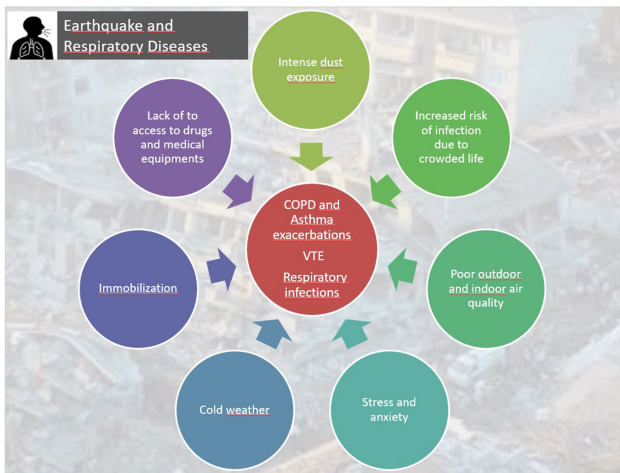 Earthquake and
Respiratory Diseases
Intense dust
exposure
Increased risk
of infection
due to
crowded life
Poor outdoor
and indoor air
quality
Stress and
anxiety
Cold weather
Immobilization
Lack of to
access to drugs
and medical
equipments
COPD and
Asthma
exacerbations
VTE
Respiratory
infections